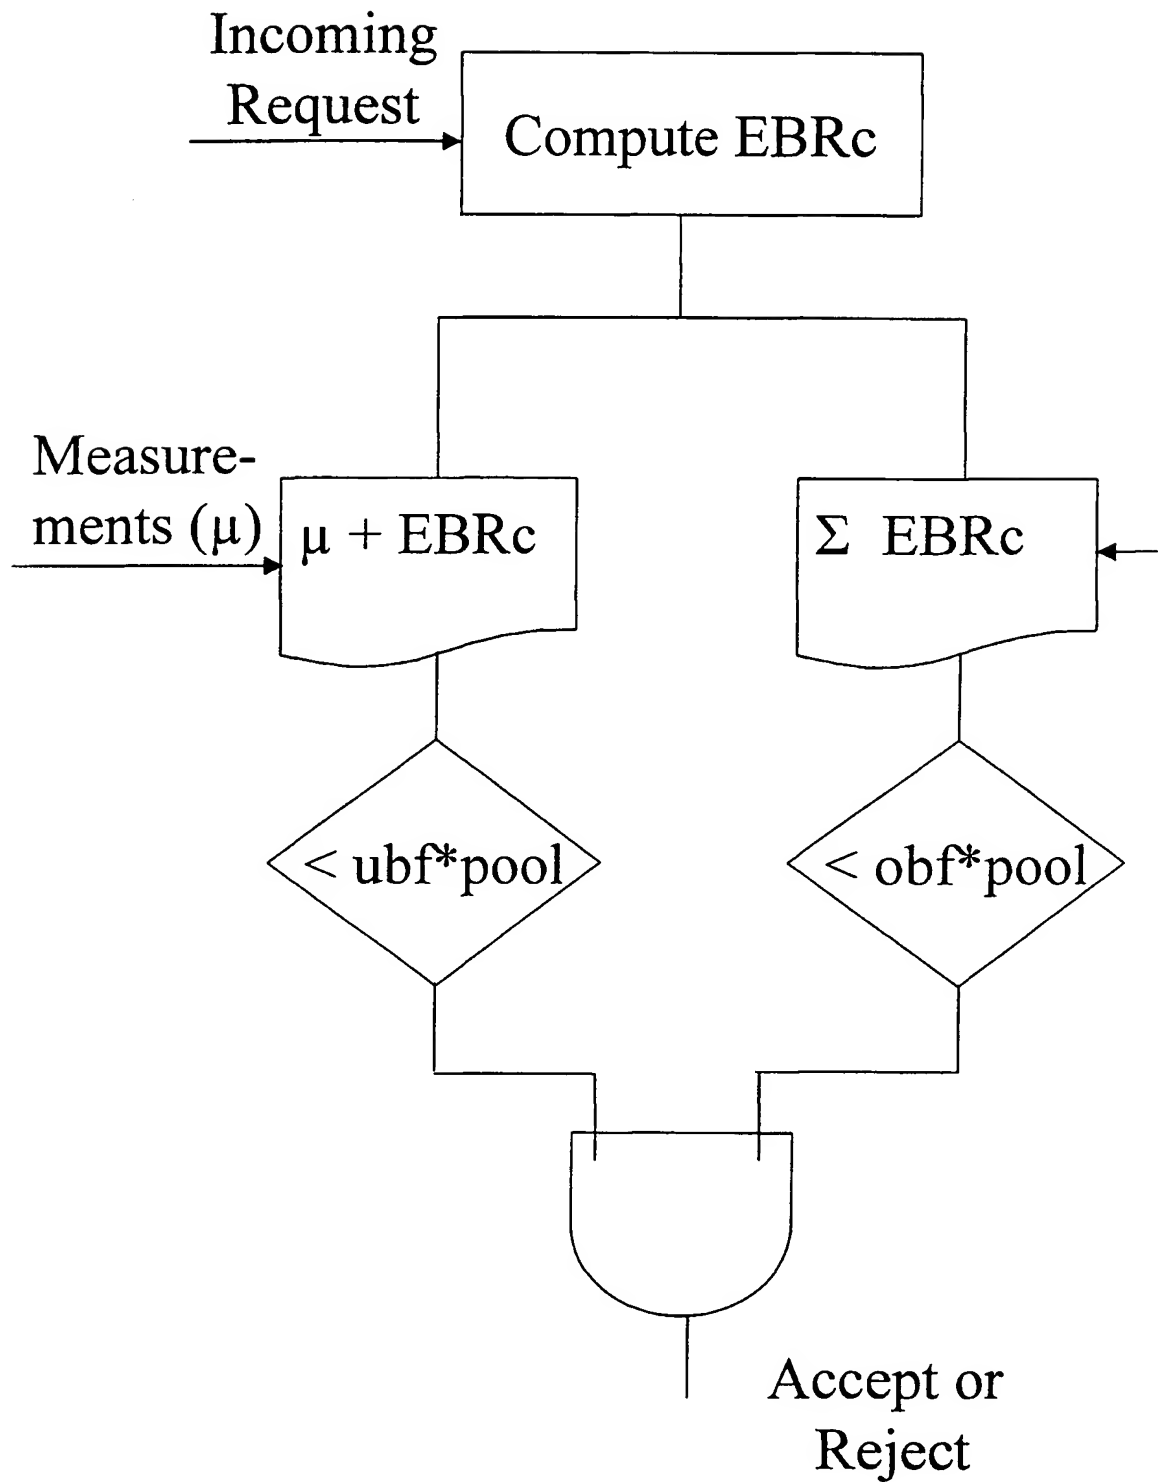 Incoming
Request
Compute EBRc
Measure-
ments (μ)
μ + EBRc
Σ EBRc
< ubf*pool
< obf*pool
Accept or
Reject